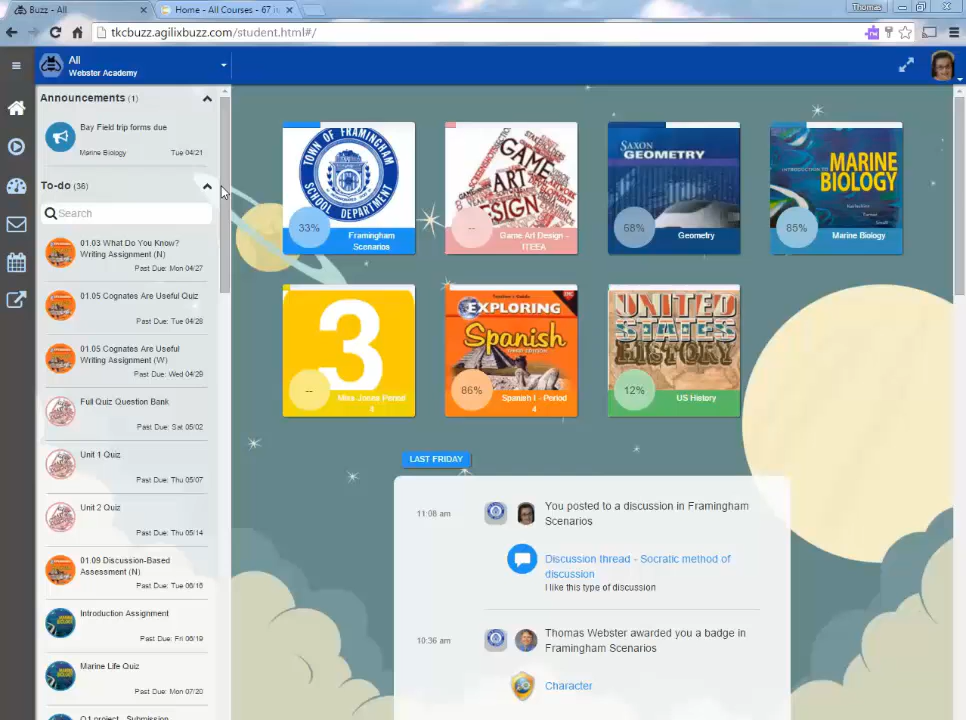 Buzz - All
Home - All Courses - 67 i
Thomas
tkcbuzz.agilixbuzz.com/student.html#/
All
Webster Academy
Announcements (1)
Bay Field trip forms due
Marine Biology
Tue 04/21
To-do (36)
Search
01.03 What Do You Know?
Writing Assignment (N)
Past Due: Mon 04/27
01.05 Cognates Are Useful Quiz
Past Due: Tue 04/28
01.05 Cognates Are Useful
Writing Assignment (W)
Past Due: Wed 04/29
Full Quiz Question Bank
Past Due: Sat 05/02
Unit 1 Quiz
Past Due: Thu 05/07
Unit 2 Quiz
Past Due: Thu 05/14
01.09 Discussion-Based
Assessment (N)
Past Due: Tue 06/16
Introduction Assignment
Past Due: Fri 06/19
Marine Life Quiz
Past Due: Mon 07/20
Q1 project - Submission
TOWN OF FRAMINGHAM
SCHOOL DEPARTMENT
33%
Framingham
Scenarios
GAME
ART
DESIGN
--
Game Art Design -
ITEEA
SAXON
GEOMETRY
68%
Geometry
INTRODUCTION TO
MARINE
BIOLOGY
85%
Marine Biology
3
--
Miss Jones Period
4
EXPLORING
Spanish
86%
Spanish I - Period
4
UNITED
STATES
HISTORY
12%
US History
LAST FRIDAY
11:08 am
You posted to a discussion in Framingham
Scenarios
Discussion thread - Socratic method of
discussion
I like this type of discussion
10:36 am
Thomas Webster awarded you a badge in
Framingham Scenarios
Character